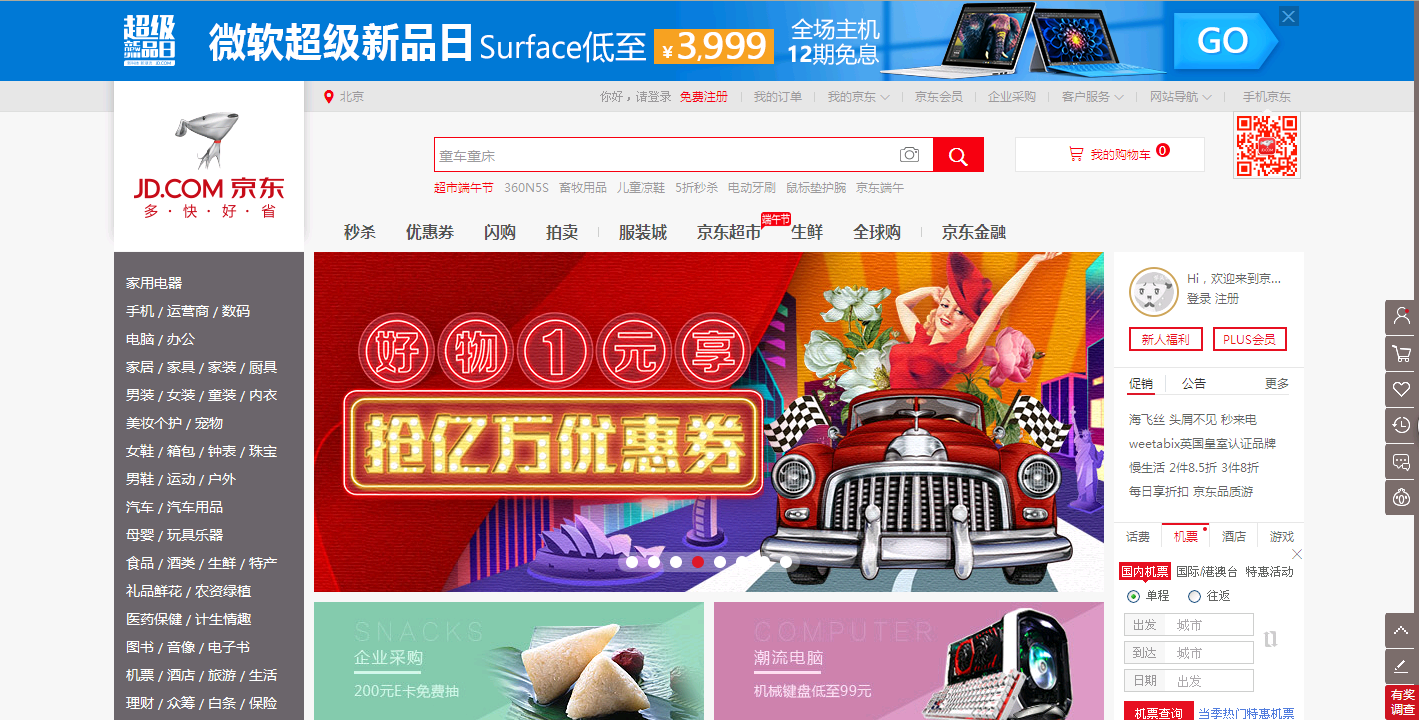 超级
新品日
微软超级新品日 Surface低至 ¥3,999
全场主机
12期免息
GO
北京
你好，请登录 免费注册 我的订单 我的京东 京东会员 企业采购 客户服务 网站导航 手机京东
JD.COM 京东
多·快·好·省
童车童床
我的购物车 0
超市端午节 360N5S 畜牧用品 儿童凉鞋 5折秒杀 电动牙刷 鼠标垫护腕 京东端午
端午节
秒杀 优惠券 闪购 拍卖 服装城 京东超市 生鲜 全球购 京东金融
家用电器
手机 / 运营商 / 数码
电脑 / 办公
家居 / 家具 / 家装 / 厨具
男装 / 女装 / 童装 / 内衣
美妆个护 / 宠物
女鞋 / 箱包 / 钟表 / 珠宝
男鞋 / 运动 / 户外
汽车 / 汽车用品
母婴 / 玩具乐器
食品 / 酒类 / 生鲜 / 特产
礼品鲜花 / 农资绿植
医药保健 / 计生情趣
图书 / 音像 / 电子书
机票 / 酒店 / 旅游 / 生活
理财 / 众筹 / 白条 / 保险
好物1元享
抢亿万优惠券
SNACKS
企业采购
200元E卡免费抽
COMPUTER
潮流电脑
机械键盘低至99元
Hi，欢迎来到京...
登录 注册
新人福利 PLUS会员
促销 公告 更多
海飞丝 头屑不见 秒来电
weetabix英国皇室认证品牌
慢生活 2件8.5折 3件8折
每日享折扣 京东品质游
话费 机票 酒店 游戏
国内机票 国际/港澳台 特惠活动
单程 往返
出发 城市
到达 城市
日期 出发
机票查询 当季热门特惠机票
有奖
调查